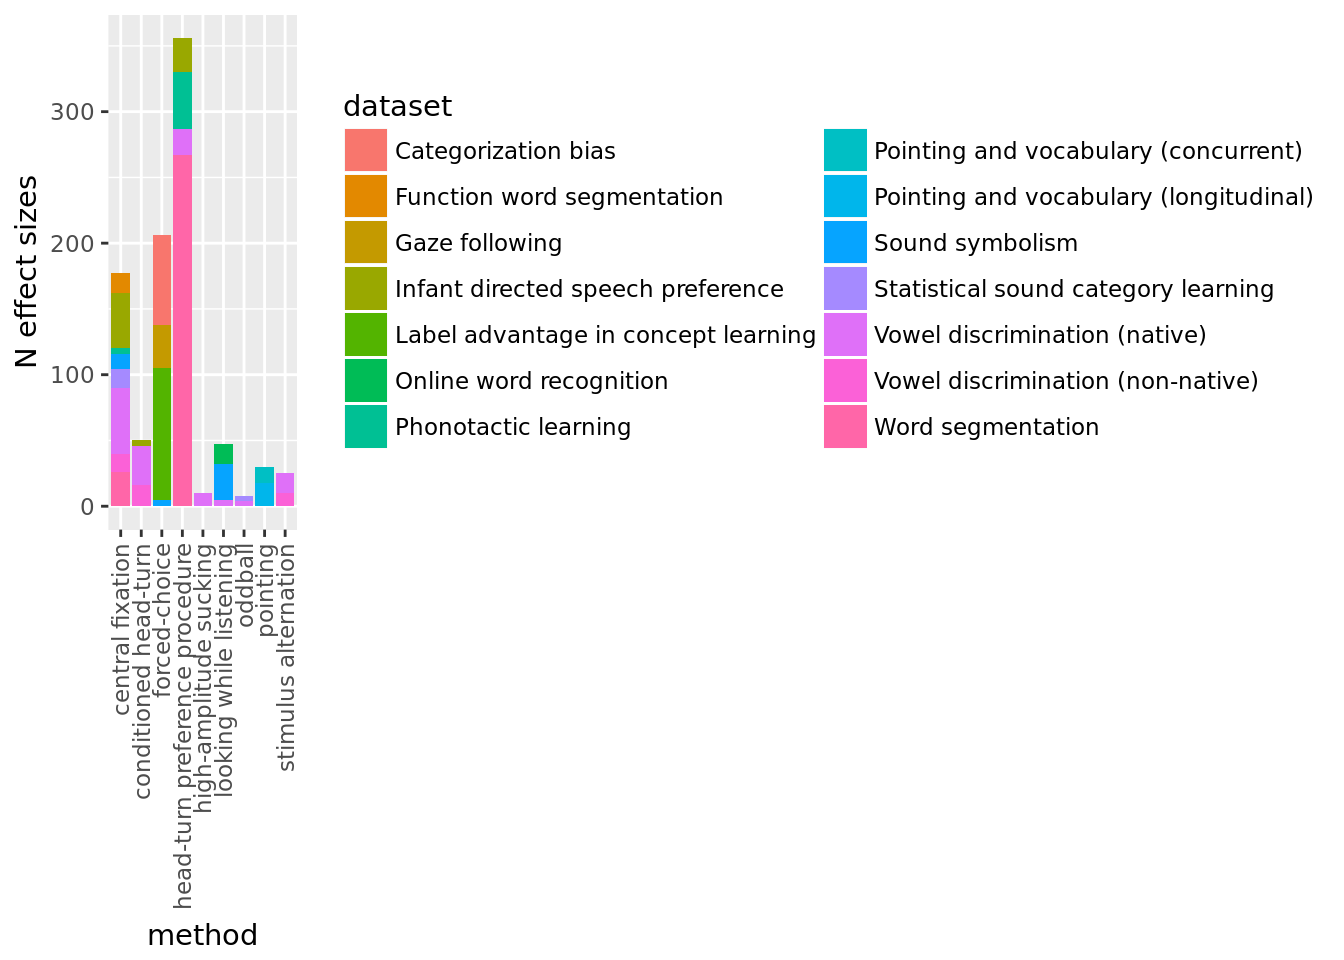 N effect sizes
300
200
100
0
central fixation
conditioned head-turn
forced-choice
head-turn preference procedure
high-amplitude sucking
looking while listening
oddball
pointing
stimulus alternation
method
dataset
Categorization bias
Function word segmentation
Gaze following
Infant directed speech preference
Label advantage in concept learning
Online word recognition
Phonotactic learning
Pointing and vocabulary (concurrent)
Pointing and vocabulary (longitudinal)
Sound symbolism
Statistical sound category learning
Vowel discrimination (native)
Vowel discrimination (non-native)
Word segmentation